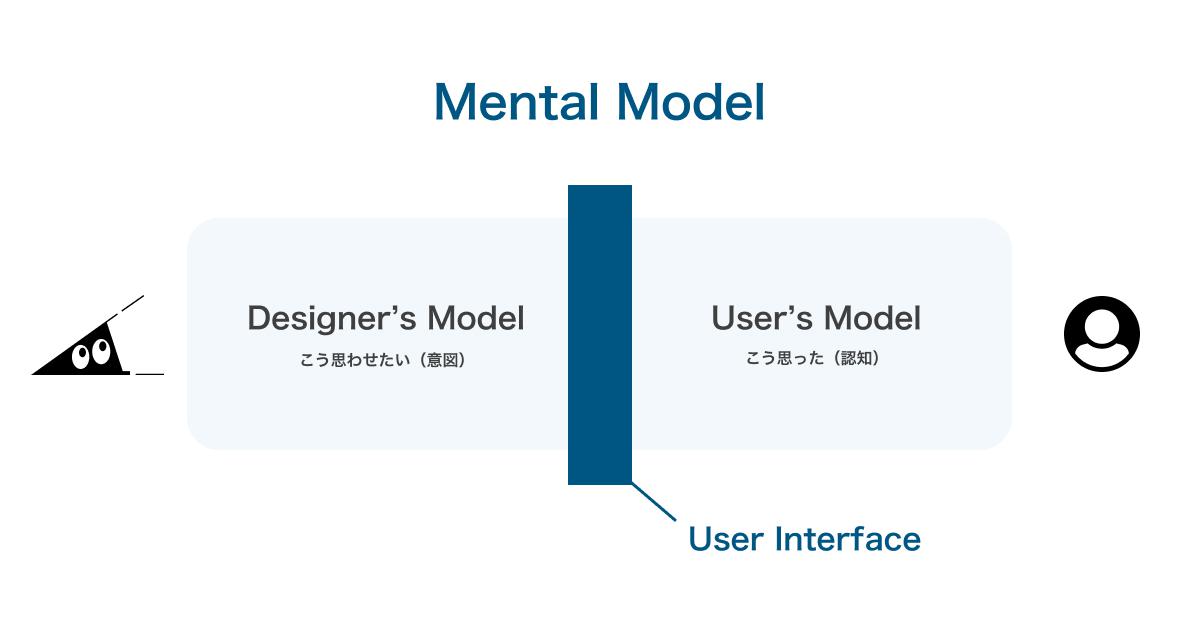 Mental Model
Designer’s Model
こう思わせたい（意図）
User’s Model
こう思った（認知）
User Interface